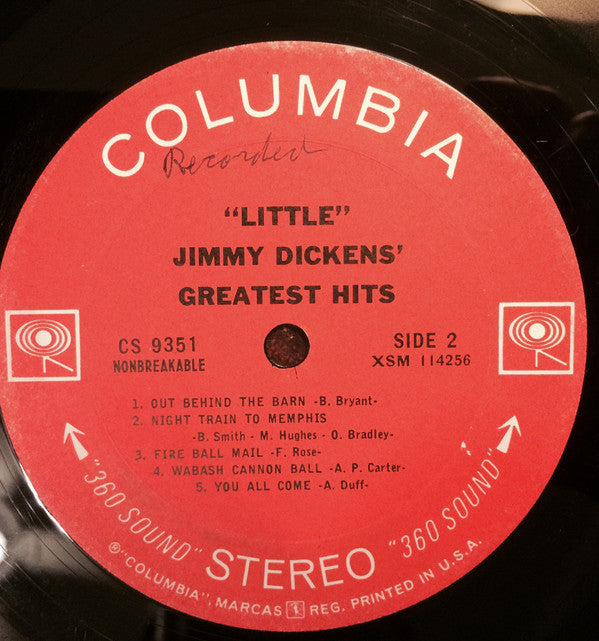 COLUMBIA
Recorded
"LITTLE"
JIMMY DICKENS'
GREATEST HITS
CS 9351
NONBREAKABLE
SIDE 2
XSM 114256
1. OUT BEHIND THE BARN -B. Bryant-
2. NIGHT TRAIN TO MEMPHIS
-B. Smith - M. Hughes - O. Bradley-
3. FIRE BALL MAIL -F. Rose-
4. WABASH CANNON BALL -A. P. Carter-
5. YOU ALL COME -A. Duff-
"360 SOUND" STEREO "360 SOUND"
℗"COLUMBIA", MARCAS REG. PRINTED IN U.S.A.